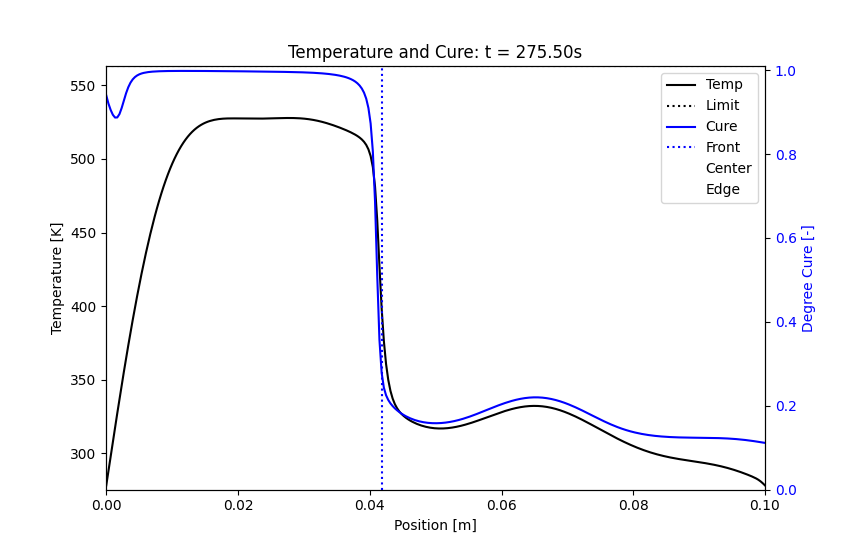 Temperature and Cure: t = 275.50s
Temperature [K]
550
500
450
400
350
300
Temp
Limit
Cure
Front
Center
Edge
1.0
0.8
0.6
0.4
0.2
0.0
Degree Cure [-]
0.00
0.02
0.04
0.06
0.08
0.10
Position [m]